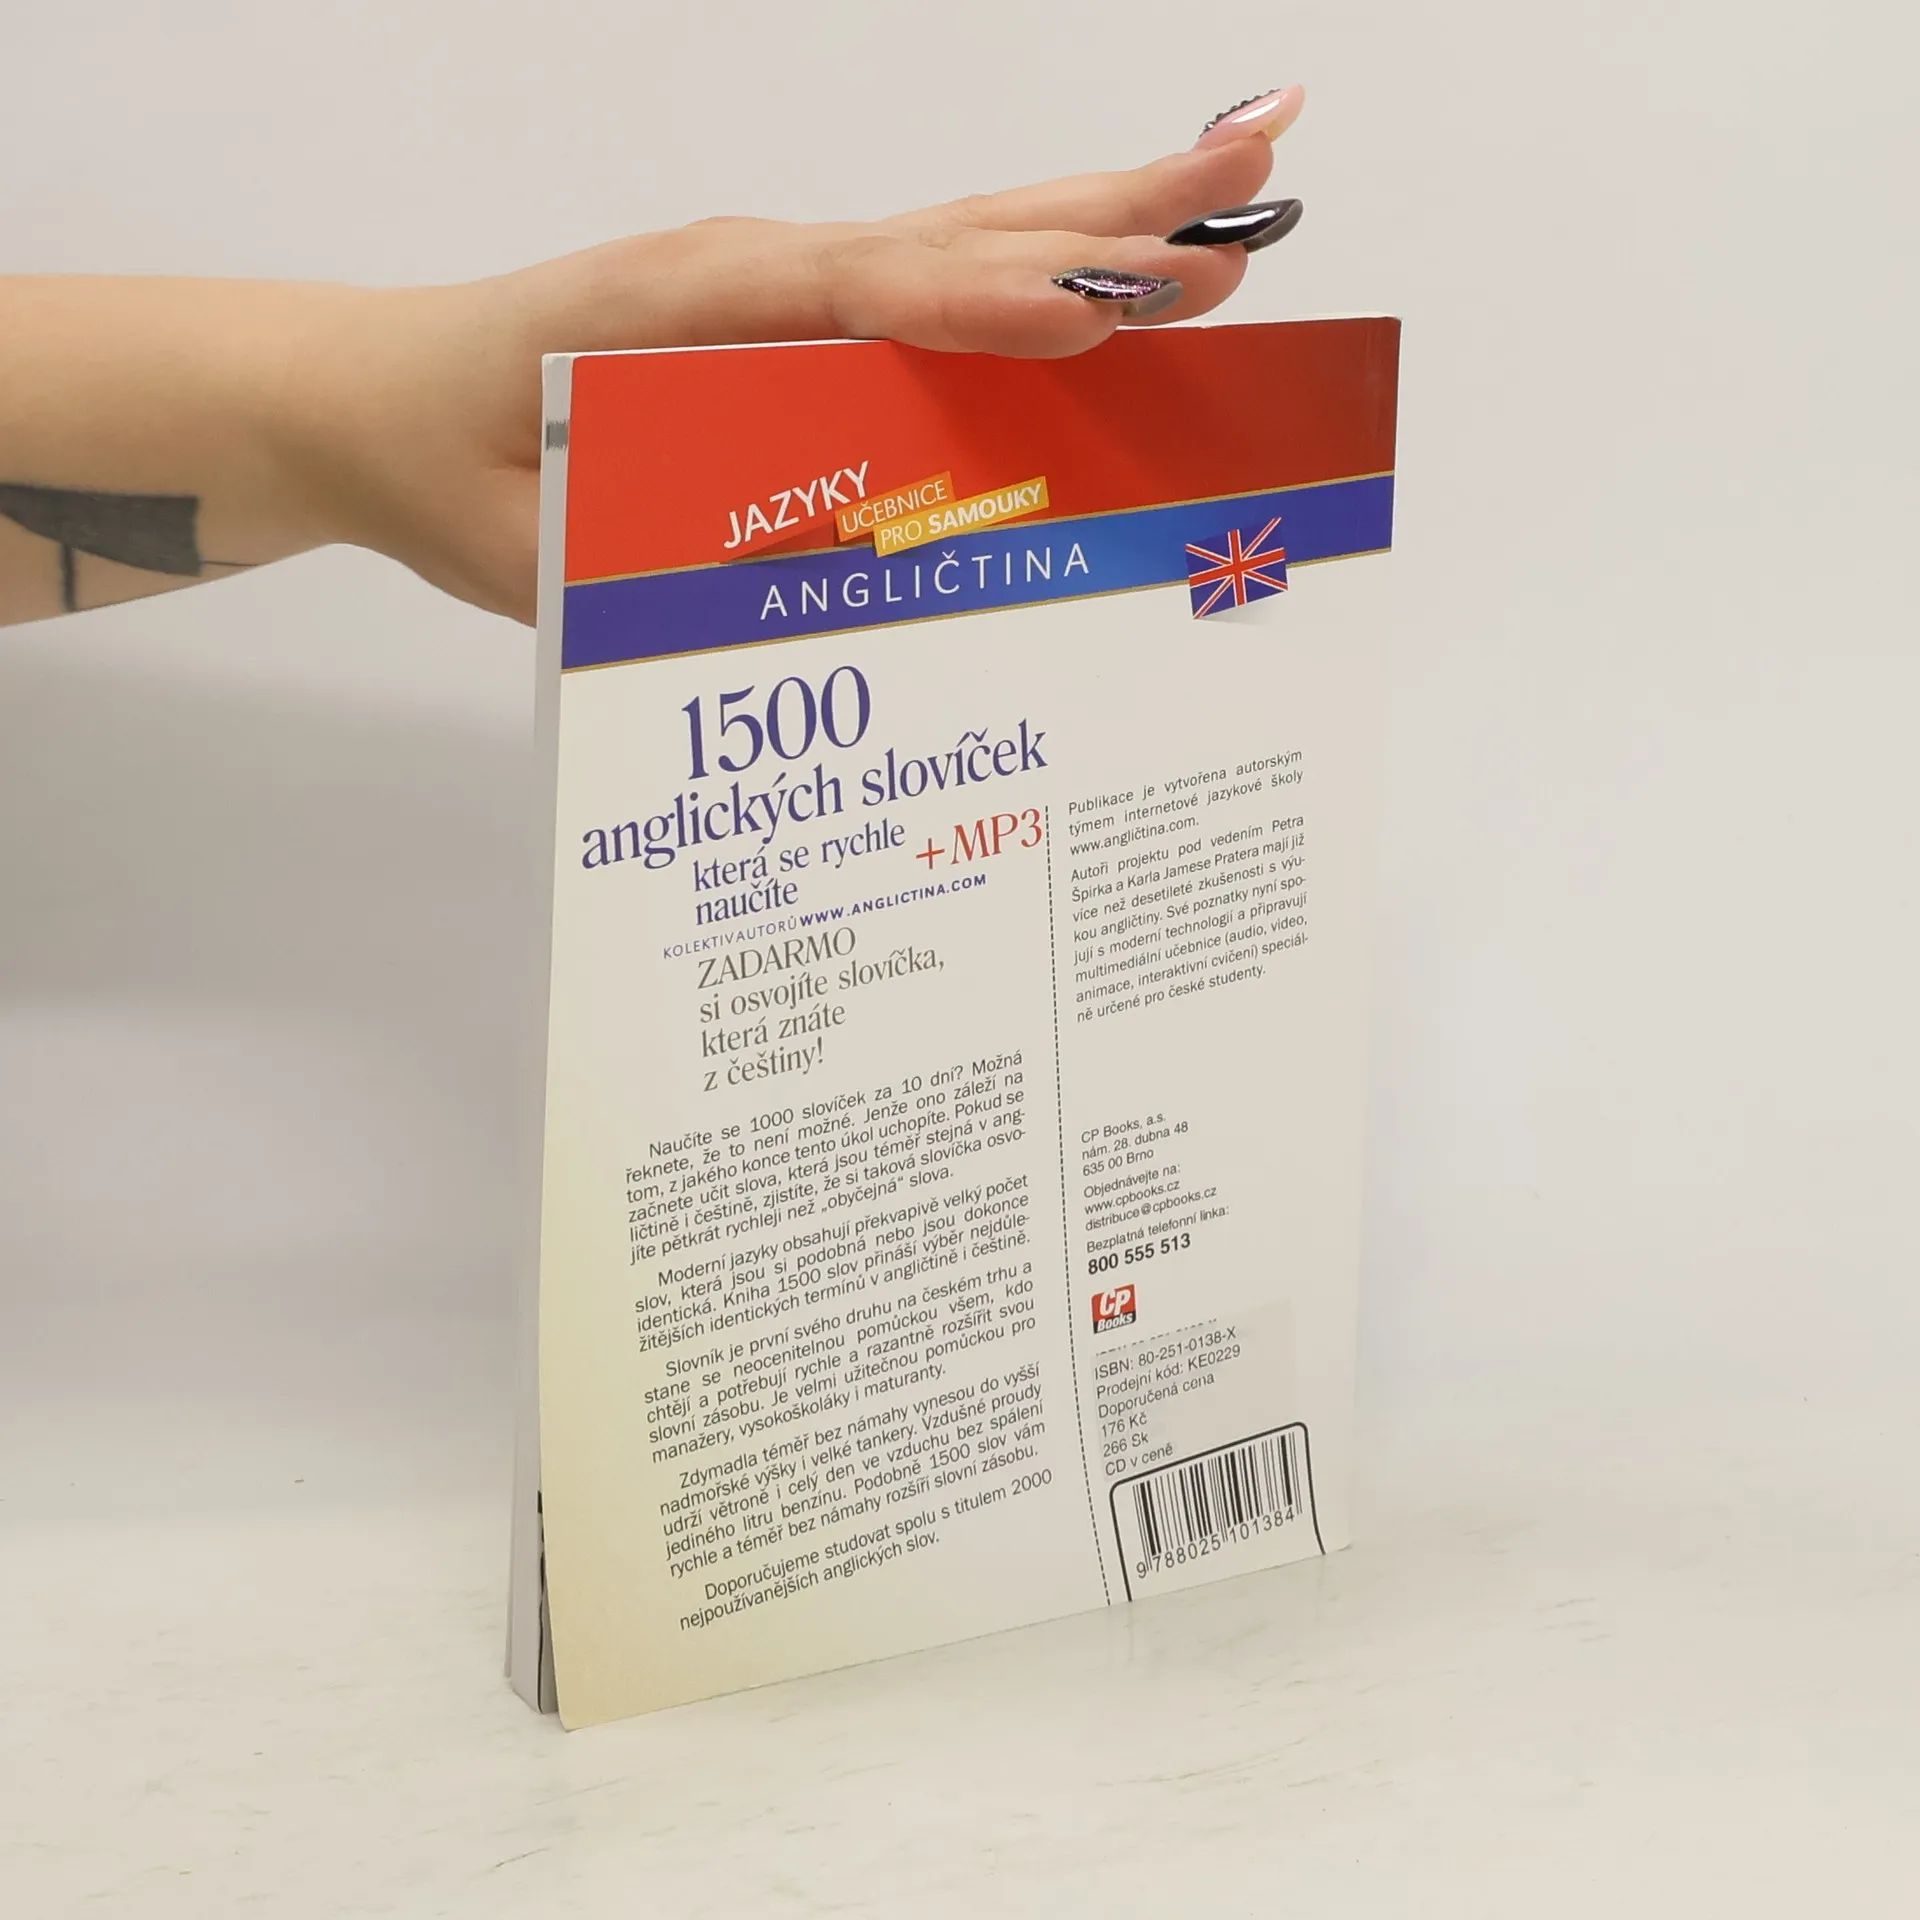 JAZYKY
UČEBNICE
PRO SAMOUKY
ANGLIČTINA
1500
anglických slovíček
která se rychle
naučíte
+MP3
KOLEKTIV AUTORŮ WWW.ANGLICTINA.COM
ZADARMO
si osvojíte slovíčka,
která znáte
z češtiny!
Naučíte se 1000 slovíček za 10 dní? Možná
řeknete, že to není možné. Jenže ono záleží na
tom, z jakého konce tento úkol uchopíte. Pokud se
začnete učit slova, která jsou téměř stejná v ang-
ličtině i češtině, zjistíte, že si taková slovíčka osvo-
jíte pětkrát rychleji než „obyčejná“ slova.
Moderní jazyky obsahují překvapivě velký počet
slov, která jsou si podobná nebo jsou dokonce
identická. Kniha 1500 slov přináší výběr nejdůle-
žitějších identických termínů v angličtině i češtině.
Slovník je první svého druhu na českém trhu a
stane se neocenitelnou pomůckou všem, kdo
chtějí a potřebují rychle a razantně rozšířit svou
slovní zásobu. Je velmi užitečnou pomůckou pro
manažery, vysokoškoláky i maturanty.
Zdymadla téměř bez námahy vynesou do vyšší
nadmořské výšky i velké tankery. Vzdušné proudy
udrží větroně i celý den ve vzduchu bez spálení
jediného litru benzínu. Podobně 1500 slov vám
rychle a téměř bez námahy rozšíří slovní zásobu.
Doporučujeme studovat spolu s titulem 2000
nejpoužívanějších anglických slov.
Publikace je vytvořena autorským
týmem internetové jazykové školy
www.angličtina.com.
Autoři projektu pod vedením Petra
Špirka a Karla Jamese Pratera mají již
více než desetileté zkušenosti s výu-
kou angličtiny. Své poznatky nyní spo-
jují s moderní technologií a připravují
multimediální učebnice (audio, video,
animace, interaktivní cvičení) speciál-
ně určené pro české studenty.
CP Books, a.s.
nám. 28. dubna 48
635 00 Brno
Objednávejte na:
www.cpbooks.cz
distribuce@cpbooks.cz
Bezplatná telefonní linka:
800 555 513
CP
Books
ISBN: 80-251-0138-X
Prodejní kód: KE0229
Doporučená cena
176 Kč
266 Sk
CD v ceně
9 788025 101384